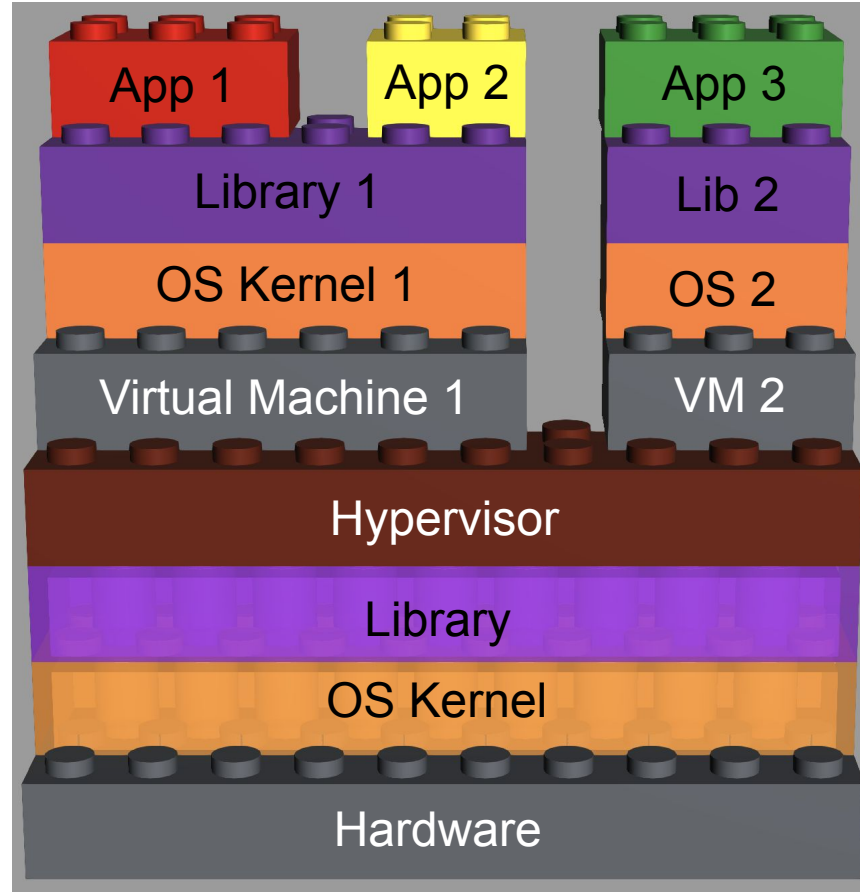 App 1
App 2
App 3
Library 1
Lib 2
OS Kernel 1
OS 2
Virtual Machine 1
VM 2
Hypervisor
Library
OS Kernel
Hardware